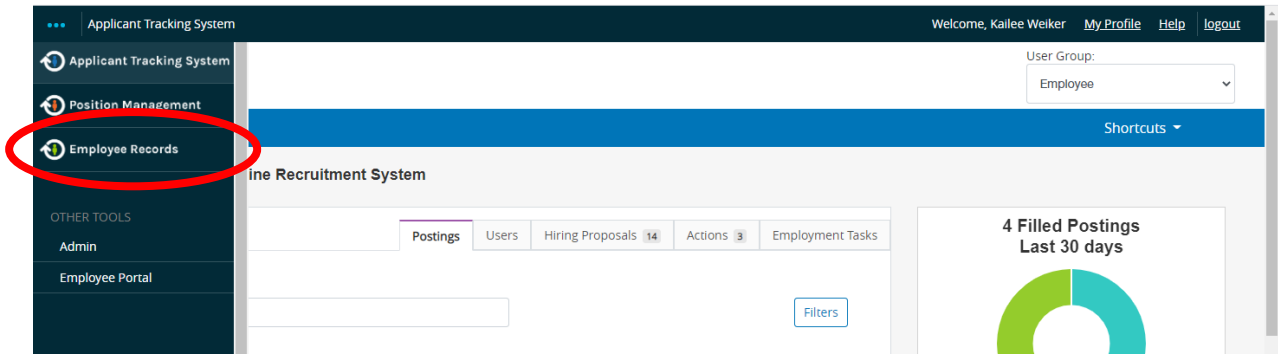 Applicant Tracking System
Welcome, Kailee Weiker My Profile Help logout
Applicant Tracking System
Position Management
Employee Records
OTHER TOOLS
Admin
Employee Portal
User Group:
Employee
Shortcuts
ine Recruitment System
Postings Users Hiring Proposals 14 Actions 3 Employment Tasks
Filters
4 Filled Postings
Last 30 days